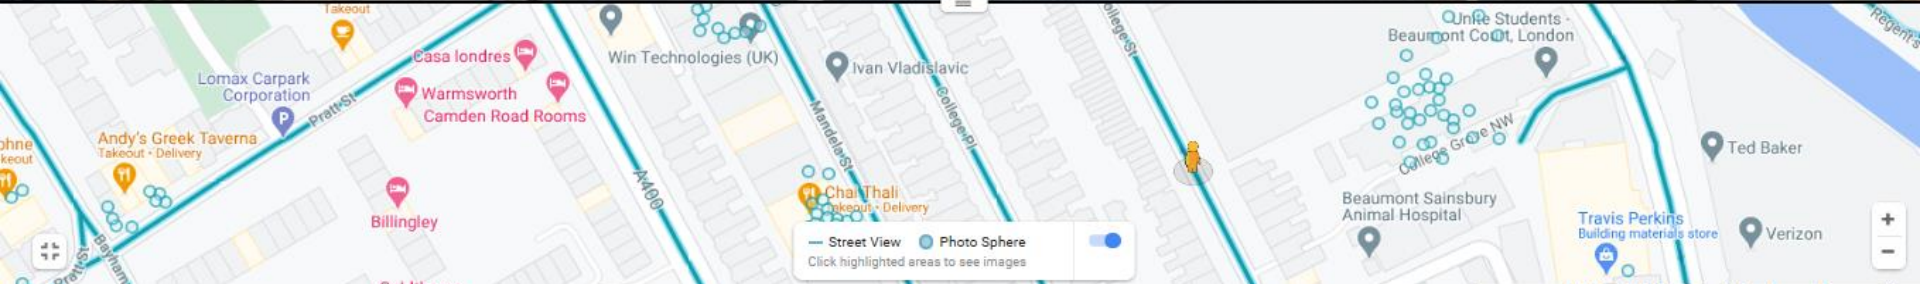 Takeout
Casa londres
Lomax Carpark
Corporation
Warmsworth
Camden Road Rooms
Pratt St
Andy's Greek Taverna
Takeout • Delivery
Billingley
Pratt St
A400
Win Technologies (UK)
Ivan Vladislavic
Mandela St
College Pl
College St
Chai Thali
Takeout • Delivery
Street View
Photo Sphere
Click highlighted areas to see images
Unite Students -
Beaumont Court, London
College Grove NW
Beaumont Sainsbury
Animal Hospital
Ted Baker
Travis Perkins
Building materials store
Verizon
+
−